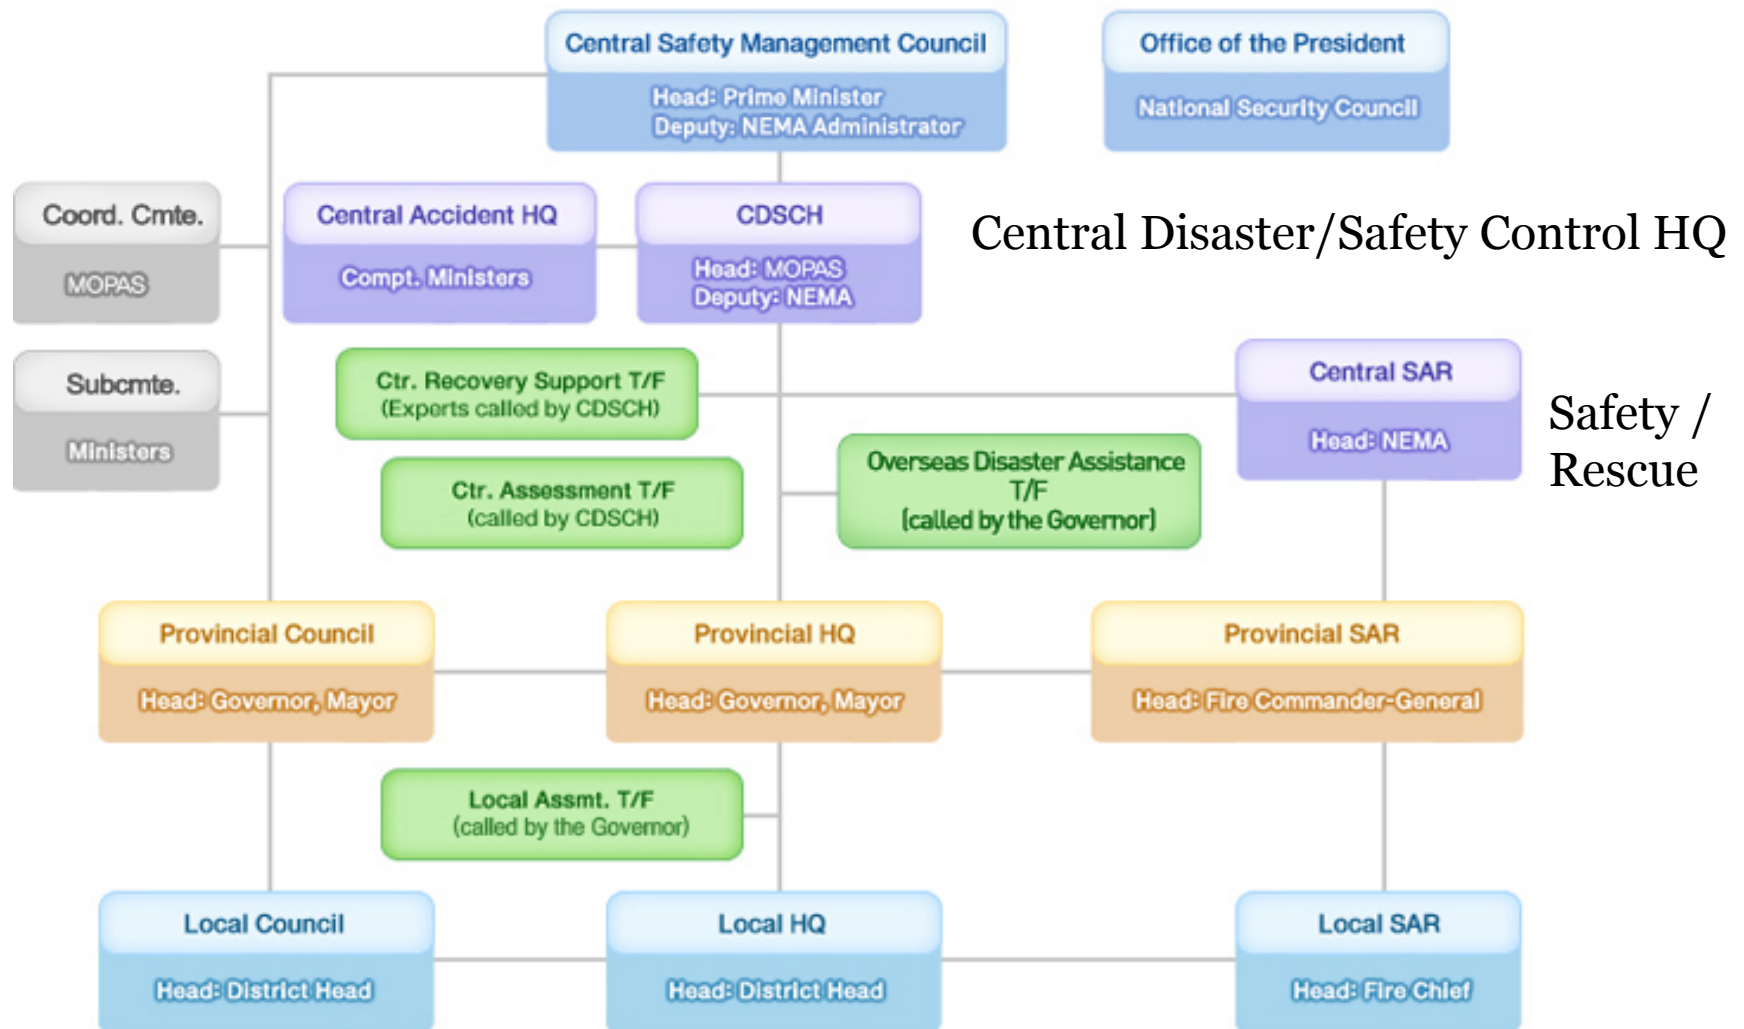 Central Safety Management Council
Head: Prime Minister
Deputy: NEMA Administrator
Office of the President
National Security Council
Coord. Cmte.
MOPAS
Central Accident HQ
Compt. Ministers
CDSCH
Head: MOPAS
Deputy: NEMA
Central Disaster/Safety Control HQ
Subcmte.
Ministers
Ctr. Recovery Support T/F
(Experts called by CDSCH)
Central SAR
Head: NEMA
Safety /
Rescue
Ctr. Assessment T/F
(called by CDSCH)
Overseas Disaster Assistance
T/F
(called by the Governor)
Provincial Council
Head: Governor, Mayor
Provincial HQ
Head: Governor, Mayor
Provincial SAR
Head: Fire Commander-General
Local Assmt. T/F
(called by the Governor)
Local Council
Head: District Head
Local HQ
Head: District Head
Local SAR
Head: Fire Chief